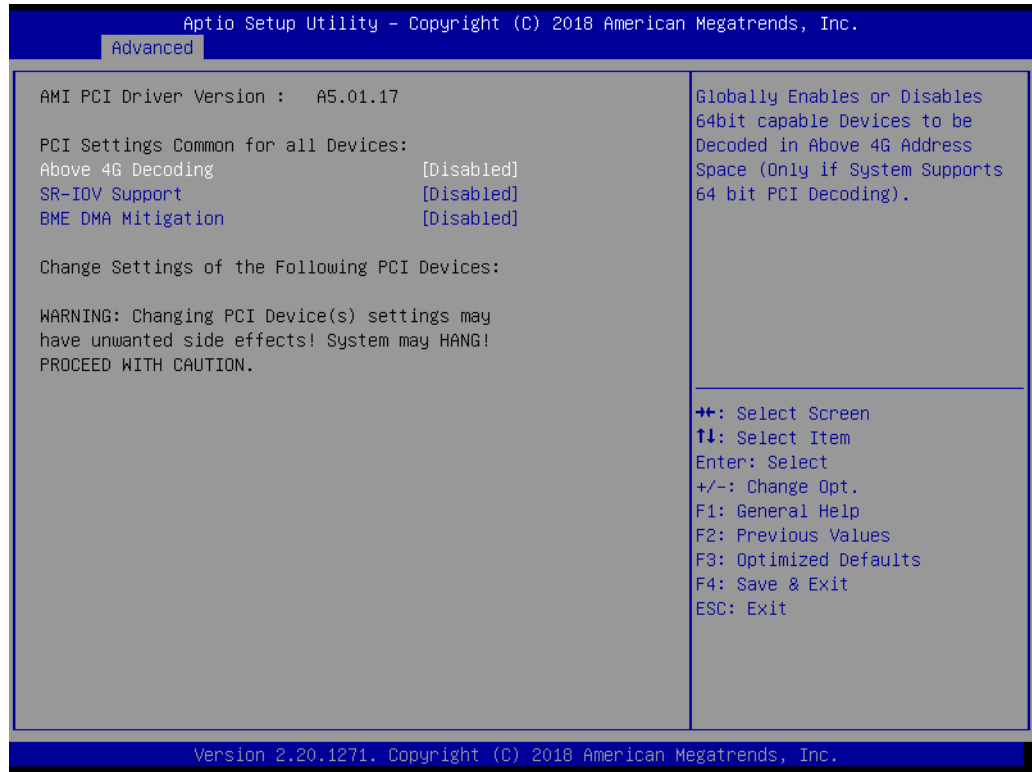 Aptio Setup Utility – Copyright (C) 2018 American Megatrends, Inc.
Advanced
AMI PCI Driver Version :   A5.01.17
PCI Settings Common for all Devices:
Above 4G Decoding [Disabled]
SR-IOV Support [Disabled]
BME DMA Mitigation [Disabled]
Change Settings of the Following PCI Devices:
WARNING: Changing PCI Device(s) settings may
have unwanted side effects! System may HANG!
PROCEED WITH CAUTION.
Globally Enables or Disables
64bit capable Devices to be
Decoded in Above 4G Address
Space (Only if System Supports
64 bit PCI Decoding).
→←: Select Screen
↑↓: Select Item
Enter: Select
+/-: Change Opt.
F1: General Help
F2: Previous Values
F3: Optimized Defaults
F4: Save & Exit
ESC: Exit
Version 2.20.1271. Copyright (C) 2018 American Megatrends, Inc.